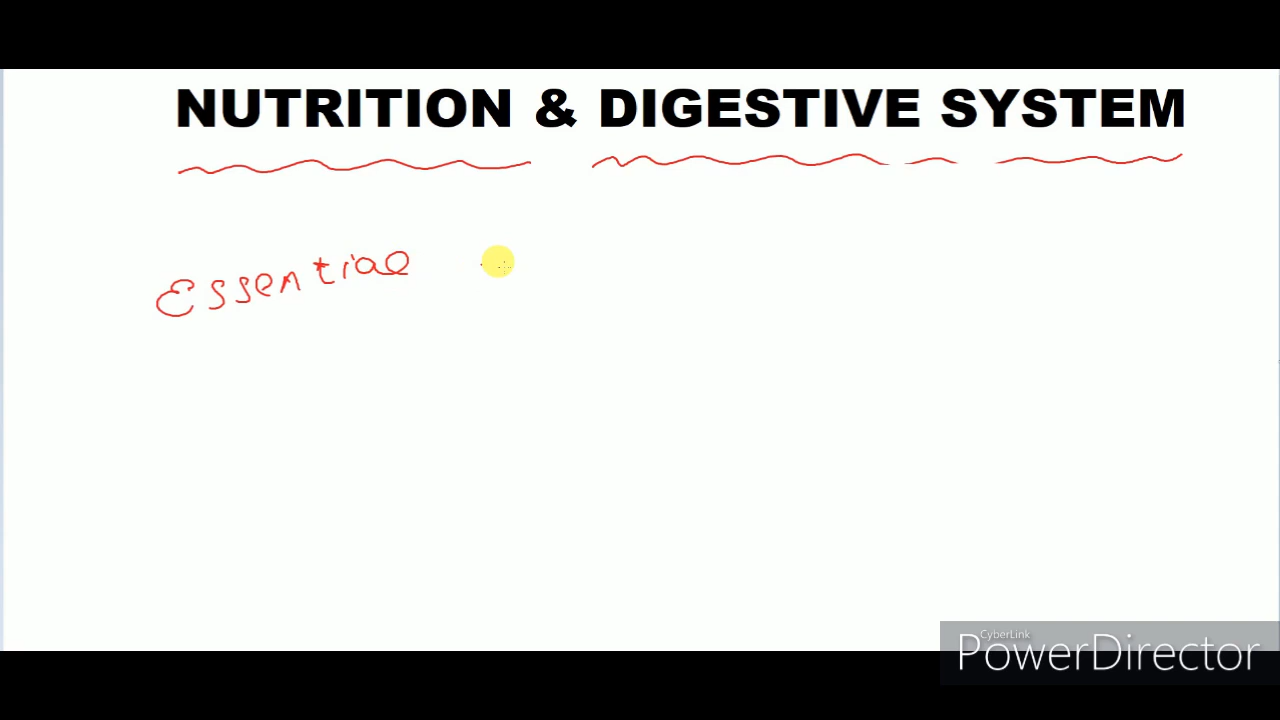 NUTRITION & DIGESTIVE SYSTEM
Essential
CyberLink
PowerDirector